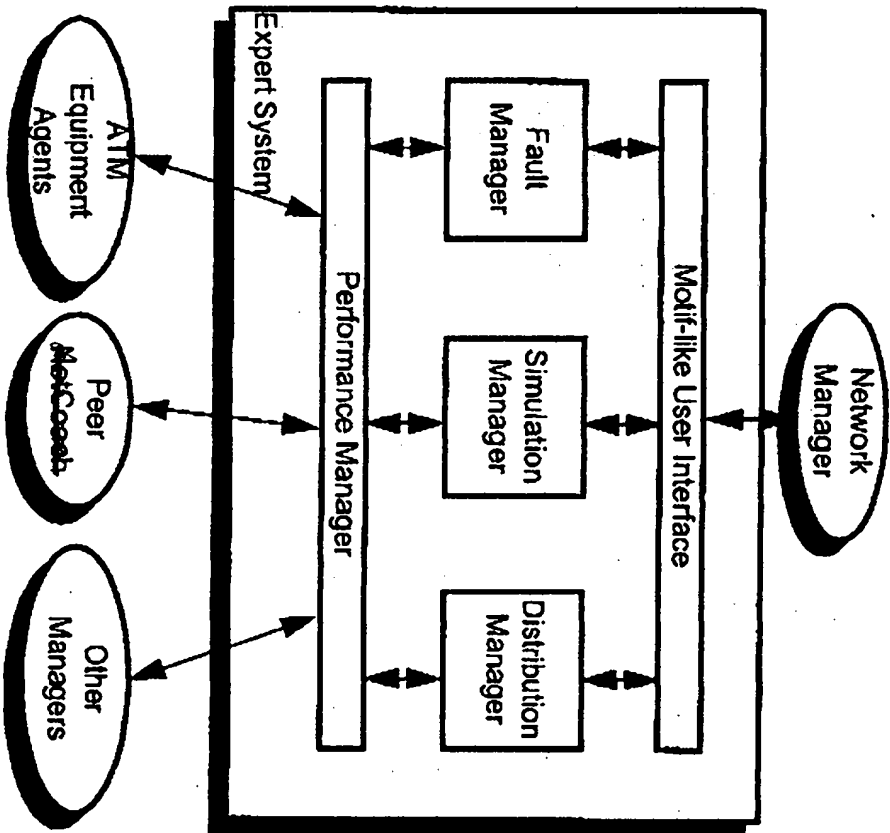 Network
Manager
Motif-like User Interface
Fault
Manager
Simulation
Manager
Distribution
Manager
Performance Manager
Expert System
ATM
Equipment
Agents
Peer
NetCoach
Other
Managers